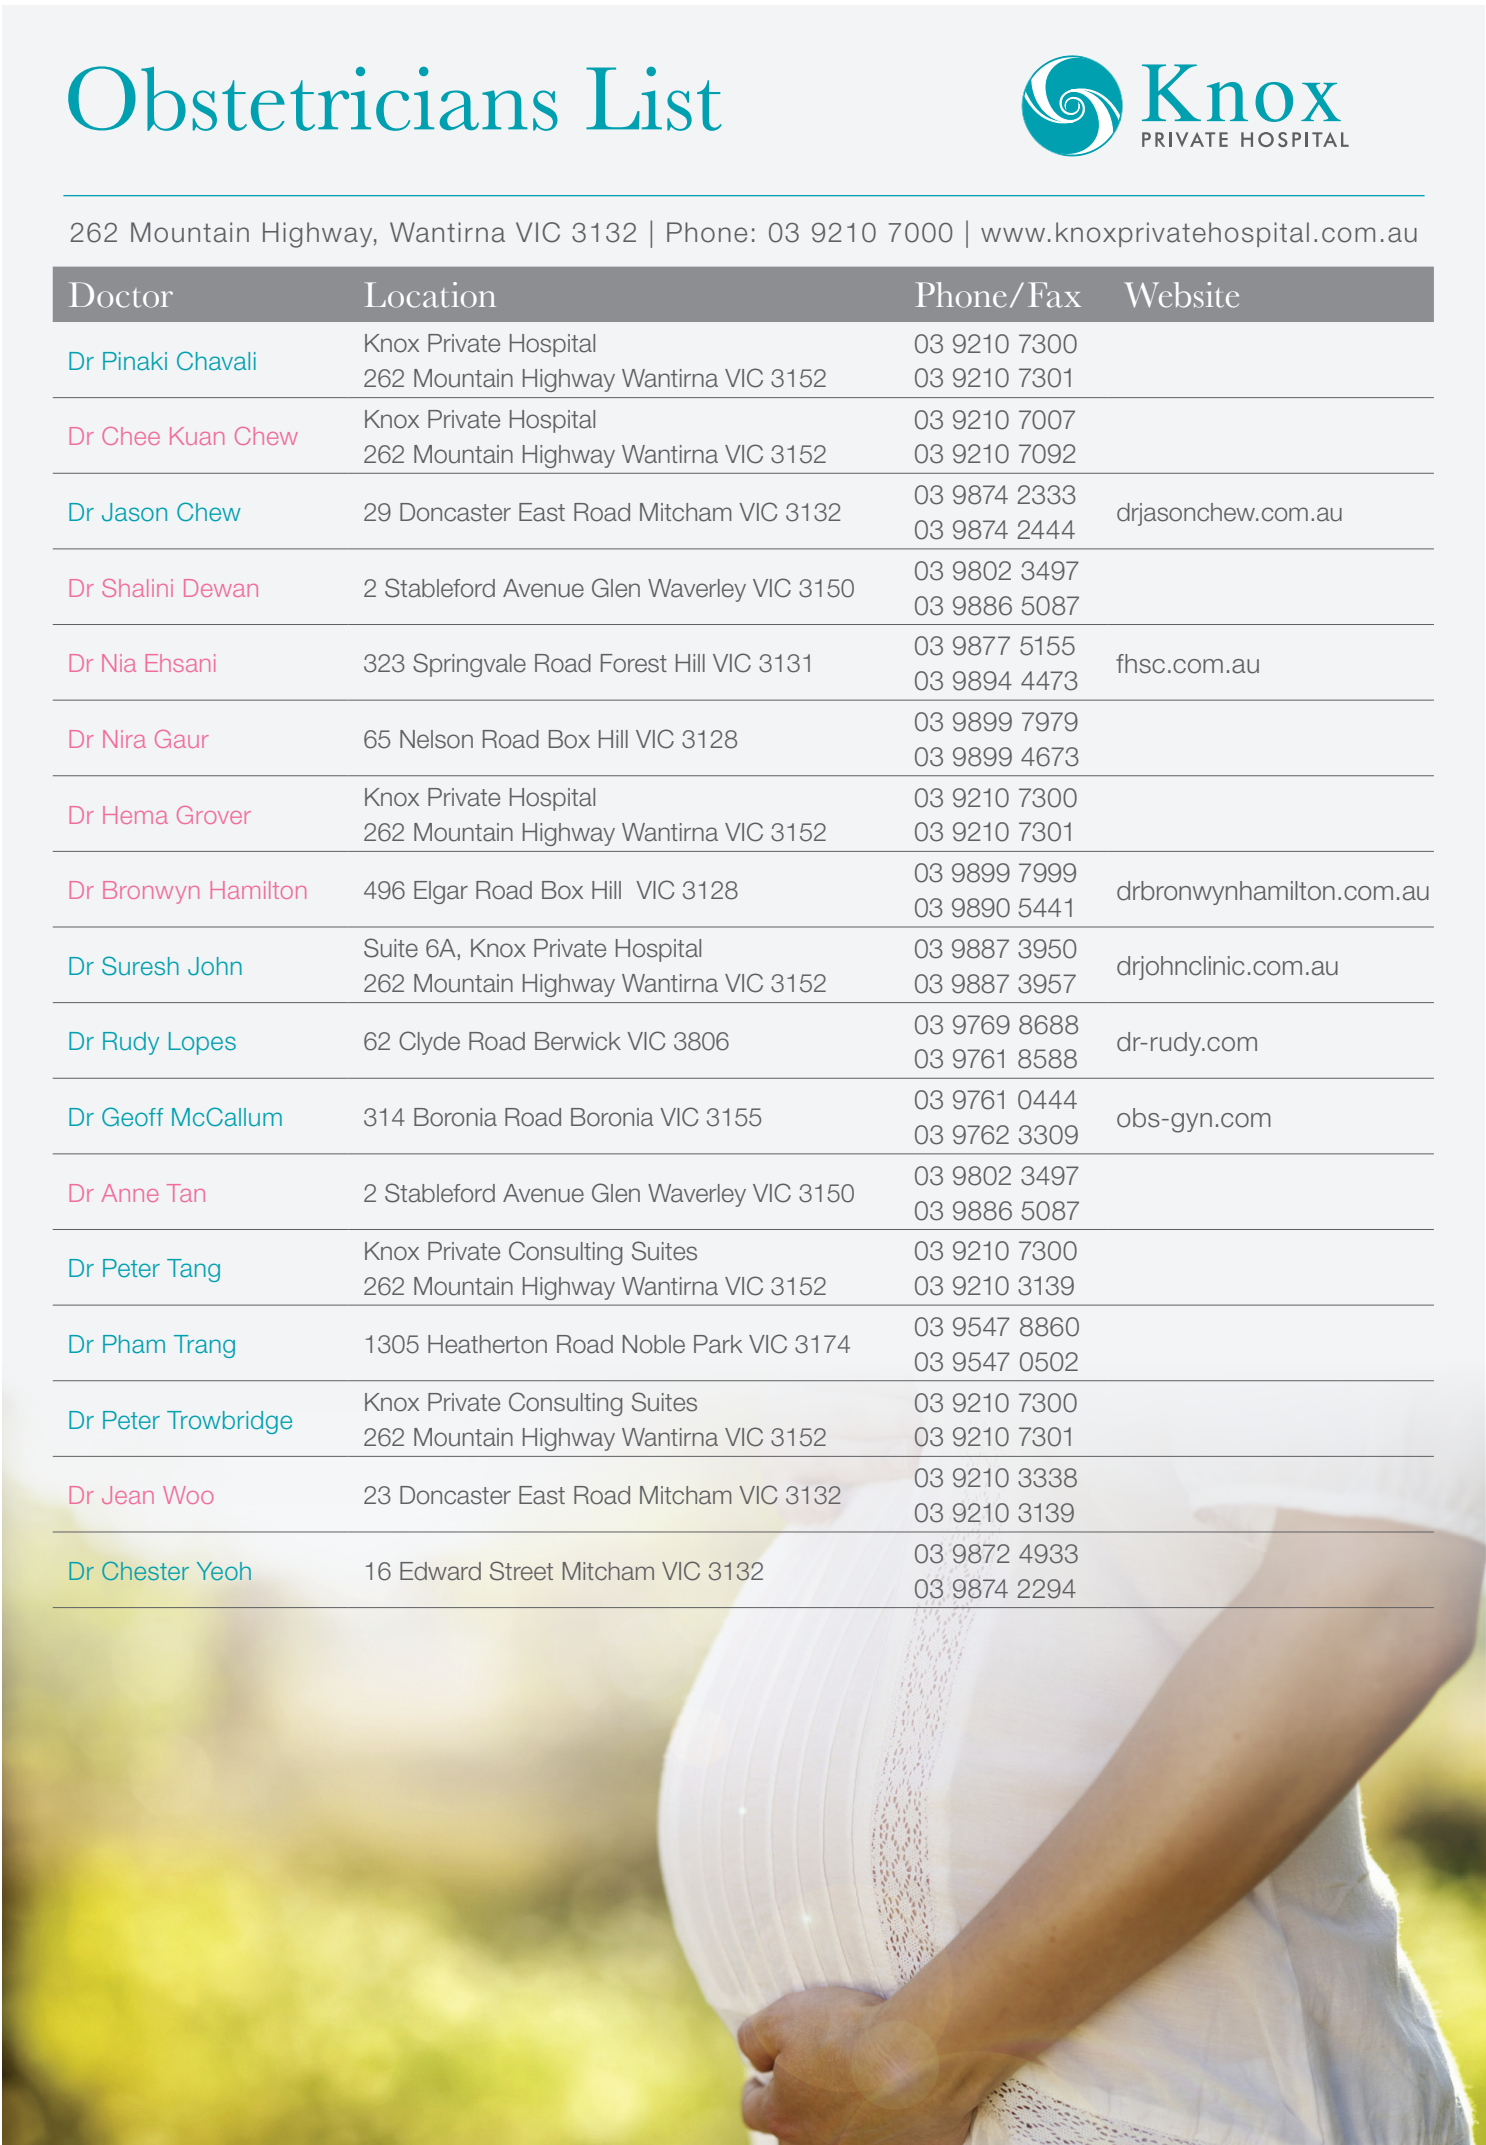 Obstetricians List
Knox
PRIVATE HOSPITAL
262 Mountain Highway, Wantirna VIC 3132 | Phone: 03 9210 7000 | www.knoxprivatehospital.com.au
Doctor Location Phone/Fax Website
Dr Pinaki Chavali
Knox Private Hospital
262 Mountain Highway Wantirna VIC 3152
03 9210 7300
03 9210 7301
Dr Chee Kuan Chew
Knox Private Hospital
262 Mountain Highway Wantirna VIC 3152
03 9210 7007
03 9210 7092
Dr Jason Chew
29 Doncaster East Road Mitcham VIC 3132
03 9874 2333
03 9874 2444
drjasonchew.com.au
Dr Shalini Dewan
2 Stableford Avenue Glen Waverley VIC 3150
03 9802 3497
03 9886 5087
Dr Nia Ehsani
323 Springvale Road Forest Hill VIC 3131
03 9877 5155
03 9894 4473
fhsc.com.au
Dr Nira Gaur
65 Nelson Road Box Hill VIC 3128
03 9899 7979
03 9899 4673
Dr Hema Grover
Knox Private Hospital
262 Mountain Highway Wantirna VIC 3152
03 9210 7300
03 9210 7301
Dr Bronwyn Hamilton
496 Elgar Road Box Hill  VIC 3128
03 9899 7999
03 9890 5441
drbronwynhamilton.com.au
Dr Suresh John
Suite 6A, Knox Private Hospital
262 Mountain Highway Wantirna VIC 3152
03 9887 3950
03 9887 3957
drjohnclinic.com.au
Dr Rudy Lopes
62 Clyde Road Berwick VIC 3806
03 9769 8688
03 9761 8588
dr-rudy.com
Dr Geoff McCallum
314 Boronia Road Boronia VIC 3155
03 9761 0444
03 9762 3309
obs-gyn.com
Dr Anne Tan
2 Stableford Avenue Glen Waverley VIC 3150
03 9802 3497
03 9886 5087
Dr Peter Tang
Knox Private Consulting Suites
262 Mountain Highway Wantirna VIC 3152
03 9210 7300
03 9210 3139
Dr Pham Trang
1305 Heatherton Road Noble Park VIC 3174
03 9547 8860
03 9547 0502
Dr Peter Trowbridge
Knox Private Consulting Suites
262 Mountain Highway Wantirna VIC 3152
03 9210 7300
03 9210 7301
Dr Jean Woo
23 Doncaster East Road Mitcham VIC 3132
03 9210 3338
03 9210 3139
Dr Chester Yeoh
16 Edward Street Mitcham VIC 3132
03 9872 4933
03 9874 2294